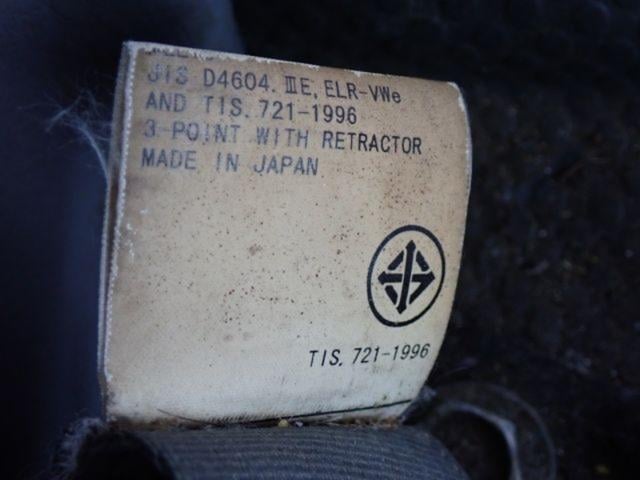 JIS D4604. ⅢE, ELR-VWe
AND TIS. 721-1996
3-POINT WITH RETRACTOR
MADE IN JAPAN
TIS. 721-1996